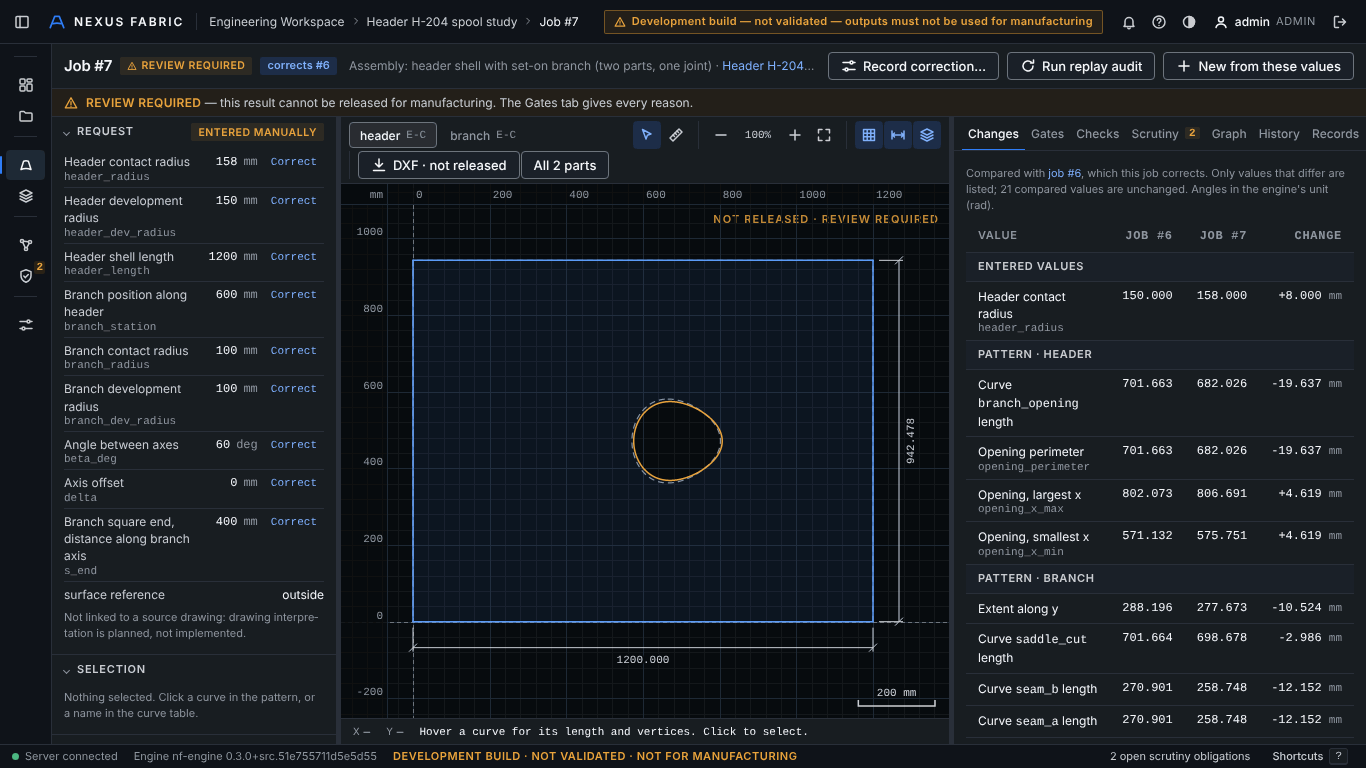 NEXUS FABRIC
Engineering Workspace > Header H-204 spool study > Job #7
Development build — not validated — outputs must not be used for manufacturing
admin ADMIN
Job #7
REVIEW REQUIRED
corrects #6
Assembly: header shell with set-on branch (two parts, one joint) · Header H-204...
Record correction...
Run replay audit
New from these values
REVIEW REQUIRED — this result cannot be released for manufacturing. The Gates tab gives every reason.
REQUEST
ENTERED MANUALLY
Header contact radius 158 mm Correct
header_radius
Header development
radius 150 mm Correct
header_dev_radius
Header shell length 1200 mm Correct
header_length
Branch position along
header 600 mm Correct
branch_station
Branch contact radius 100 mm Correct
branch_radius
Branch development
radius 100 mm Correct
branch_dev_radius
Angle between axes 60 deg Correct
beta_deg
Axis offset 0 mm Correct
delta
Branch square end,
distance along branch
axis 400 mm Correct
s_end
surface reference outside
Not linked to a source drawing: drawing interpre-
tation is planned, not implemented.
SELECTION
Nothing selected. Click a curve in the pattern, or
a name in the curve table.
header E-C
branch E-C
100%
DXF · not released
All 2 parts
mm 0 200 400 600 800 1000 1200
NOT RELEASED · REVIEW REQUIRED
1000
800
600
400
200
0
-200
942.478
1200.000
200 mm
X — Y — Hover a curve for its length and vertices. Click to select.
Changes Gates Checks Scrutiny 2 Graph History Records
Compared with job #6, which this job corrects. Only values that differ are
listed; 21 compared values are unchanged. Angles in the engine's unit
(rad).
VALUE JOB #6 JOB #7 CHANGE
ENTERED VALUES
Header contact
radius 150.000 158.000 +8.000 mm
header_radius
PATTERN · HEADER
Curve
branch_opening
length 701.663 682.026 -19.637 mm
Opening perimeter 701.663 682.026 -19.637 mm
opening_perimeter
Opening, largest x 802.073 806.691 +4.619 mm
opening_x_max
Opening, smallest x 571.132 575.751 +4.619 mm
opening_x_min
PATTERN · BRANCH
Extent along y 288.196 277.673 -10.524 mm
Curve saddle_cut
length 701.664 698.678 -2.986 mm
Curve seam_b length 270.901 258.748 -12.152 mm
Curve seam_a length 270.901 258.748 -12.152 mm
2
Server connected
Engine nf-engine 0.3.0+src.51e755711d5e5d55
DEVELOPMENT BUILD · NOT VALIDATED · NOT FOR MANUFACTURING
2 open scrutiny obligations
Shortcuts ?